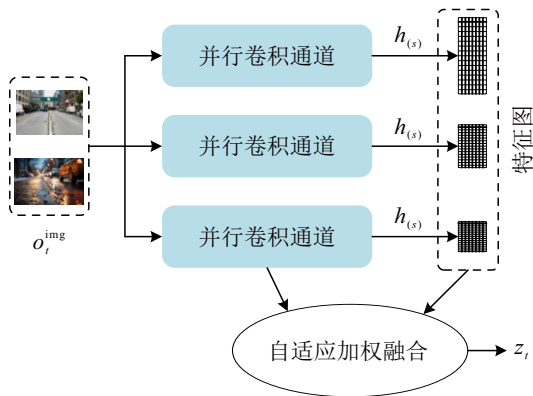 并行卷积通道
h(s)
并行卷积通道
h(s)
并行卷积通道
h(s)
特征图
o_t^img
自适应加权融合
z_t